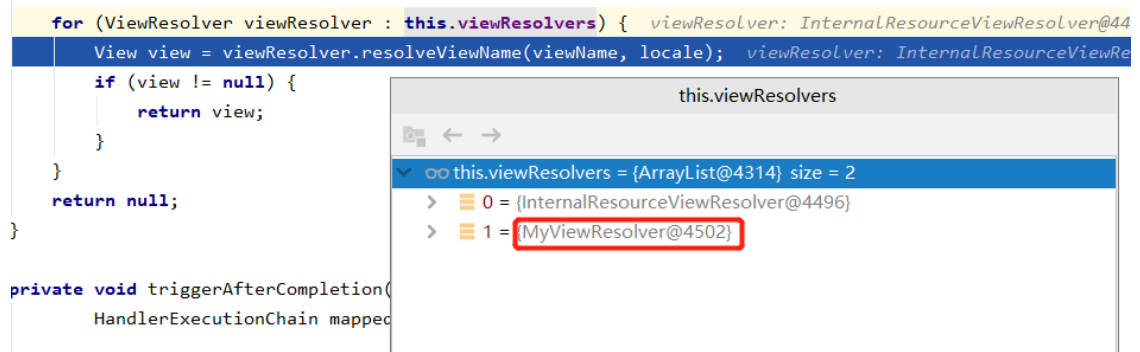 for (ViewResolver viewResolver : this.viewResolvers) { viewResolver: InternalResourceViewResolver@44
View view = viewResolver.resolveViewName(viewName, locale); viewResolver: InternalResourceViewRe
if (view != null) {
return view;
}
}
return null;
}
private void triggerAfterCompletion(
HandlerExecutionChain mapped
this.viewResolvers
this.viewResolvers = {ArrayList@4314} size = 2
0 = {InternalResourceViewResolver@4496}
1 = {MyViewResolver@4502}